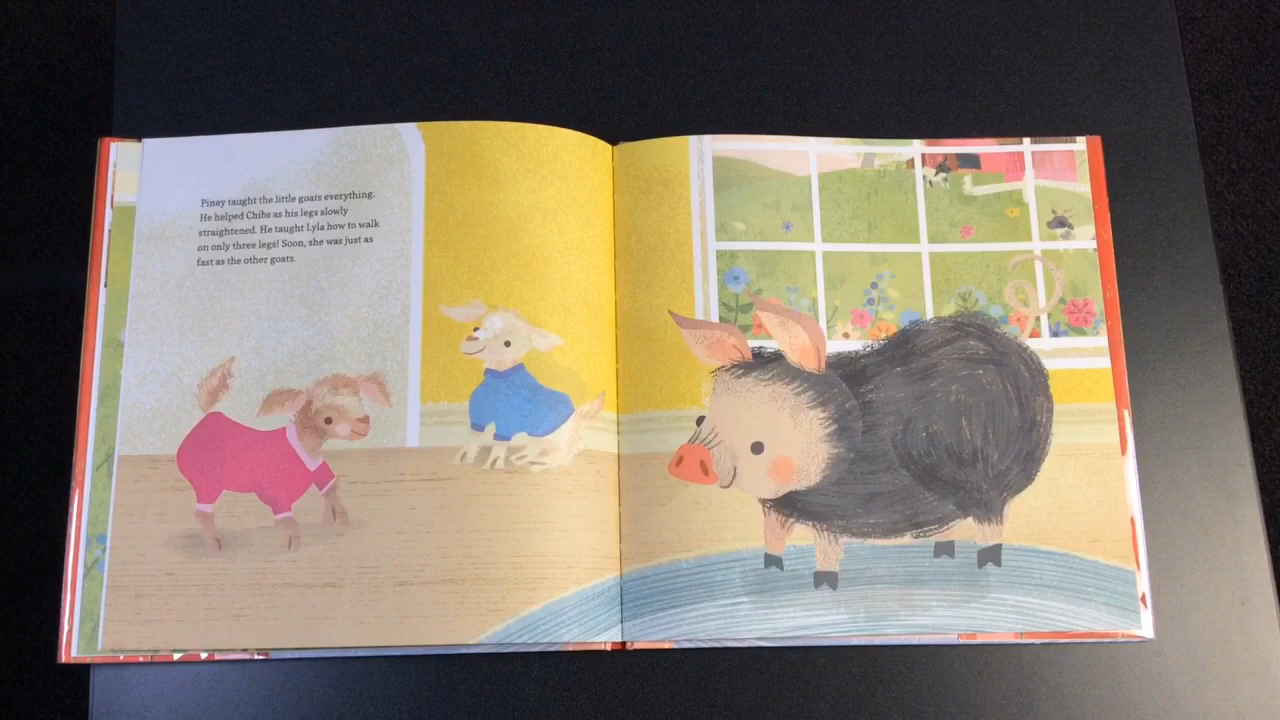 Piney taught the little goats everything.
He helped Chibs as his legs slowly
straightened. He taught Lyla how to walk
on only three legs! Soon, she was just as
fast as the other goats.